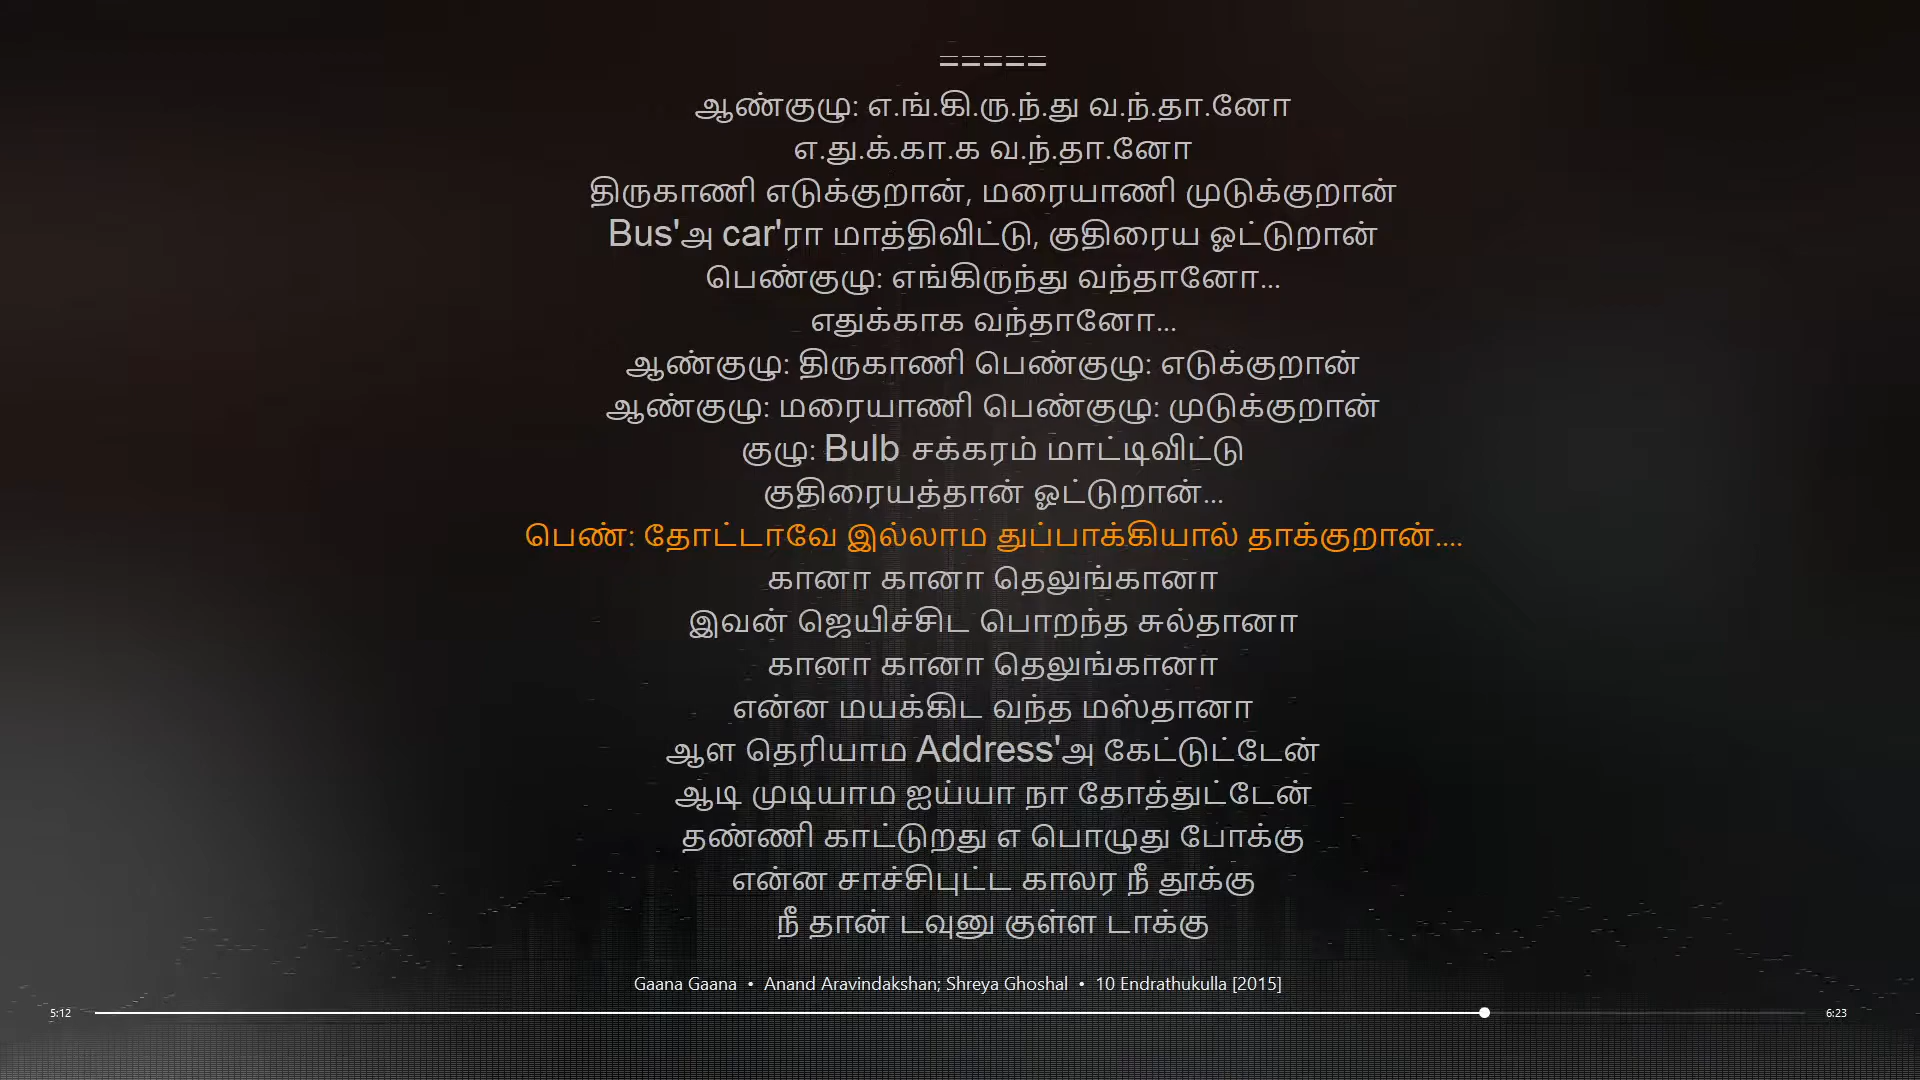 =====
ஆண்குழு: எ.ங்.கி.ரு.ந்.து வ.ந்.தா.னோ
எ.து.க்.கா.க வ.ந்.தா.னோ
திருகாணி எடுக்குறான், மரையாணி முடுக்குறான்
Bus'அ car'ரா மாத்திவிட்டு, குதிரைய ஓட்டுறான்
பெண்குழு: எங்கிருந்து வந்தானோ...
எதுக்காக வந்தானோ...
ஆண்குழு: திருகாணி பெண்குழு: எடுக்குறான்
ஆண்குழு: மரையாணி பெண்குழு: முடுக்குறான்
குழு: Bulb சக்கரம் மாட்டிவிட்டு
குதிரையத்தான் ஓட்டுறான்...
பெண்: தோட்டாவே இல்லாம துப்பாக்கியால் தாக்குறான்....
கானா கானா தெலுங்கானா
இவன் ஜெயிச்சிட பொறந்த சுல்தானா
கானா கானா தெலுங்கானா
என்ன மயக்கிட வந்த மஸ்தானா
ஆள தெரியாம Address'அ கேட்டுட்டேன்
ஆடி முடியாம ஐய்யா நா தோத்துட்டேன்
தண்ணி காட்டுறது எ பொழுது போக்கு
என்ன சாச்சிபுட்ட காலர நீ தூக்கு
நீ தான் டவுனு குள்ள டாக்கு
Gaana Gaana • Anand Aravindakshan; Shreya Ghoshal • 10 Endrathukulla [2015]
5:12 6:23